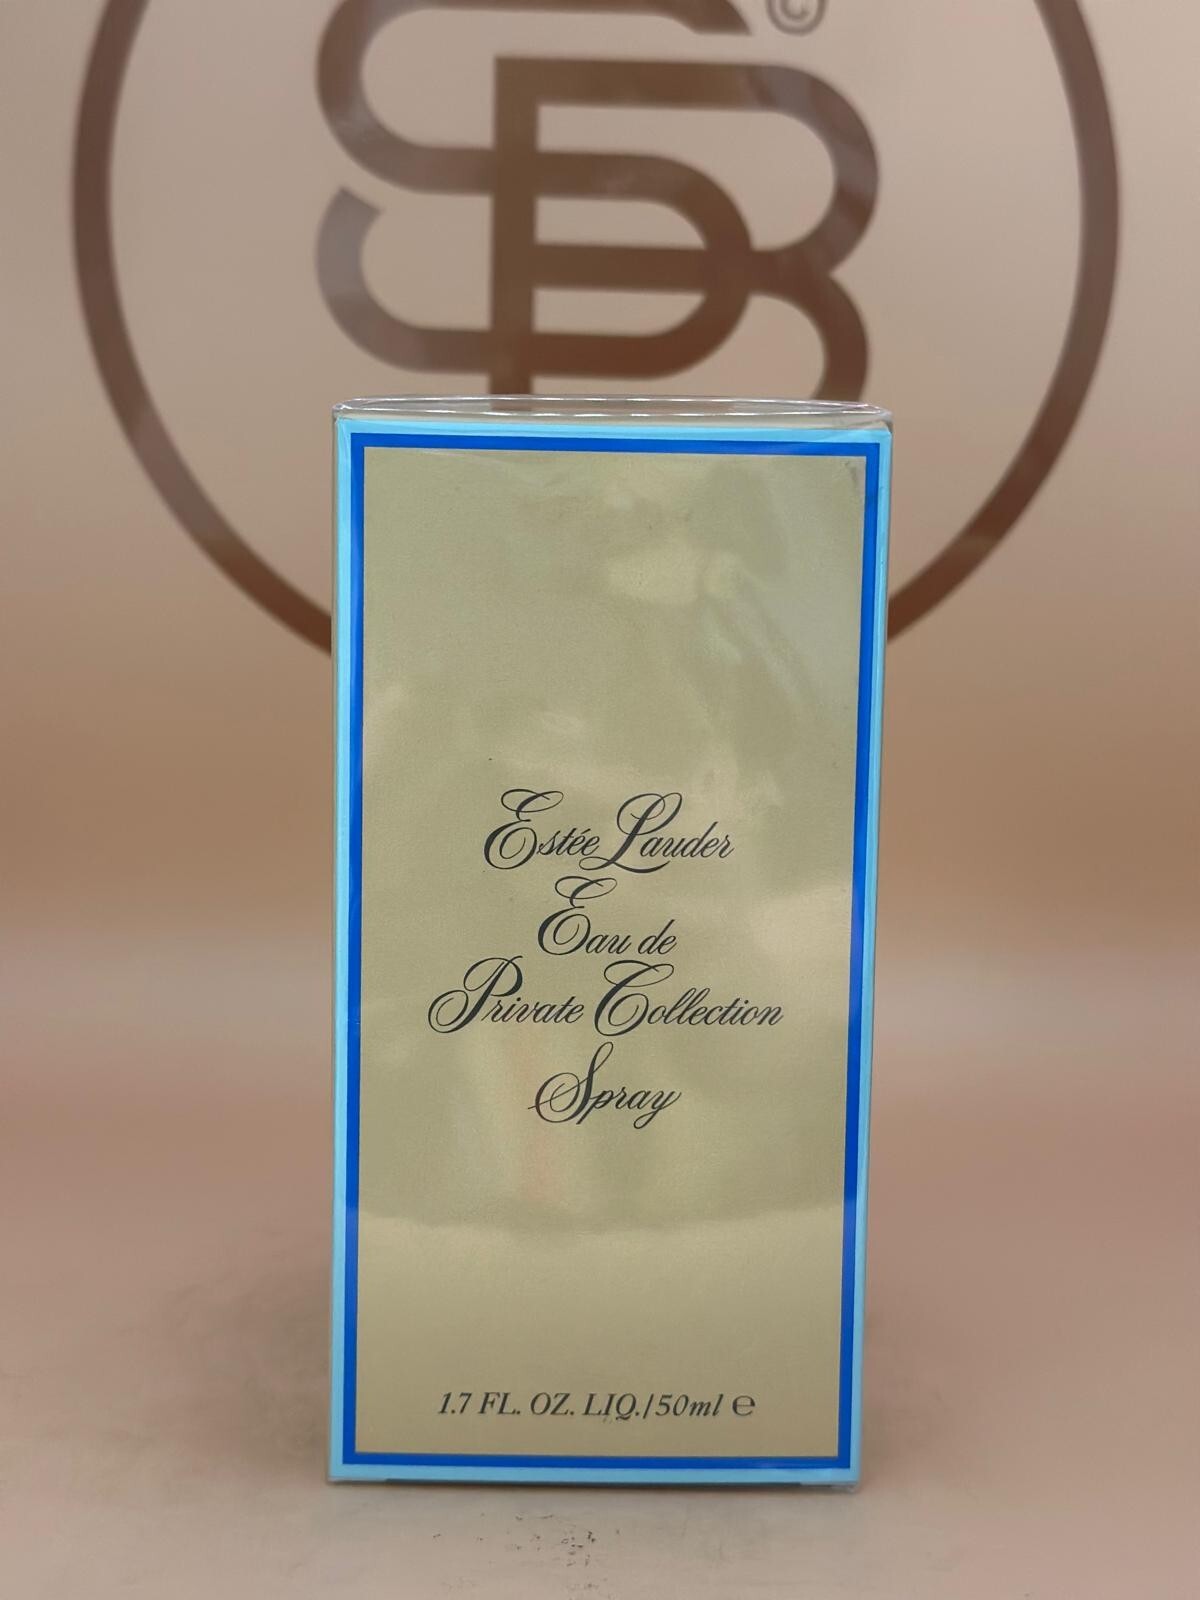 ©
Estée Lauder
Eau de
Private Collection
Spray
1.7 FL. OZ. LIQ./50ml ℮